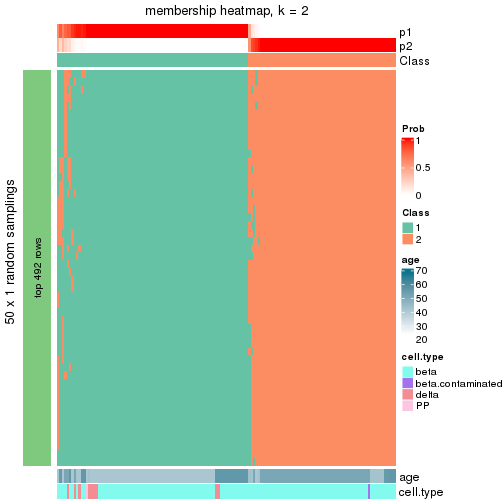 membership heatmap, k = 2
p1
p2
Class
50 x 1 random samplings
top 492 rows
Prob
1
0.5
0
Class
1
2
age
70
60
50
40
30
20
cell.type
beta
beta.contaminated
delta
PP
age
cell.type